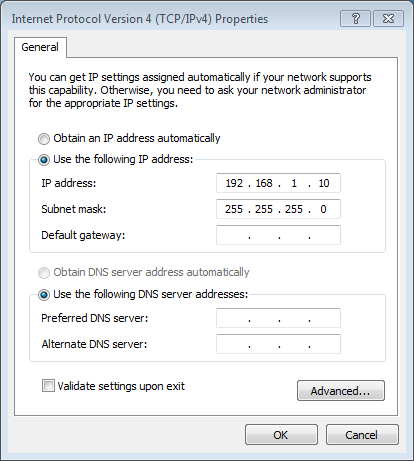 Internet Protocol Version 4 (TCP/IPv4) Properties
General
You can get IP settings assigned automatically if your network supports
this capability. Otherwise, you need to ask your network administrator
for the appropriate IP settings.
Obtain an IP address automatically
Use the following IP address:
IP address: 192 . 168 . 1 . 10
Subnet mask: 255 . 255 . 255 . 0
Default gateway: . . .
Obtain DNS server address automatically
Use the following DNS server addresses:
Preferred DNS server: . . .
Alternate DNS server: . . .
Validate settings upon exit
Advanced...
OK Cancel